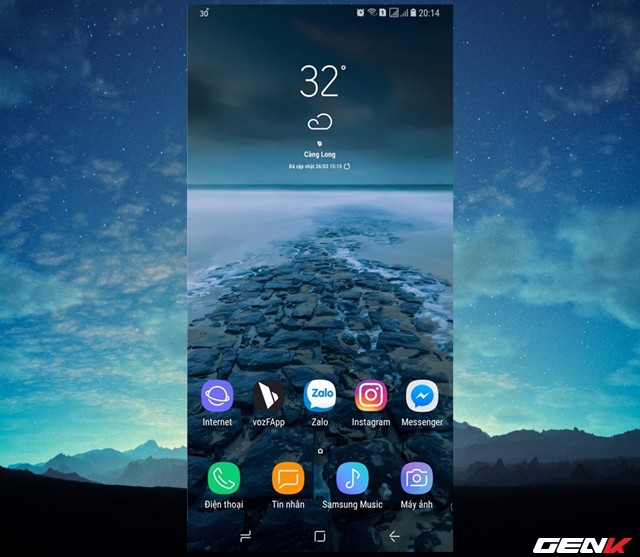 30°
20:14
32°
Càng Long
Đã cập nhật 26/03 15:15
Internet
vozFApp
Zalo
Zalo
Instagram
Messenger
Điện thoại
Tin nhắn
Samsung Music
Máy ảnh
GENK